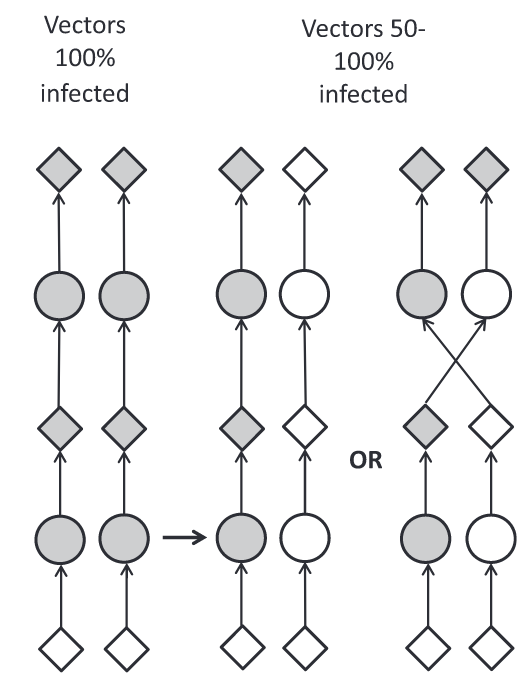 Vectors
100%
infected
Vectors 50-
100%
infected
OR